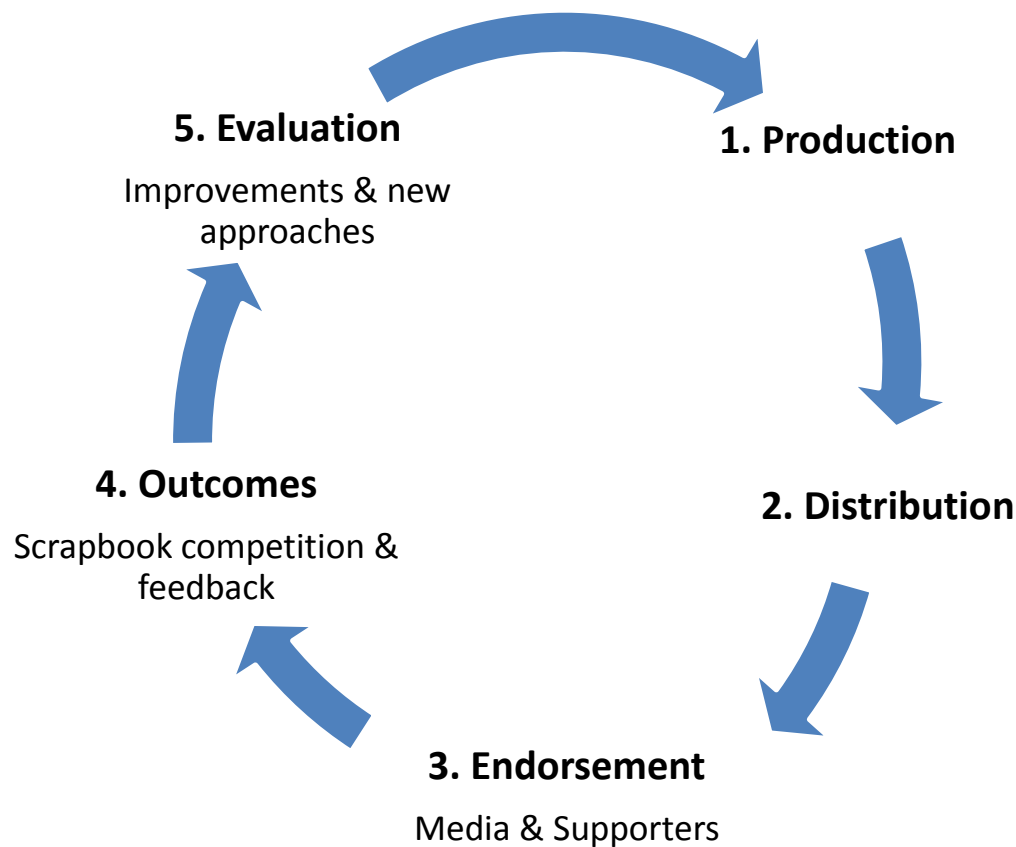 1. Production
2. Distribution
3. Endorsement
Media & Supporters
4. Outcomes
Scrapbook competition &
feedback
5. Evaluation
Improvements & new
approaches